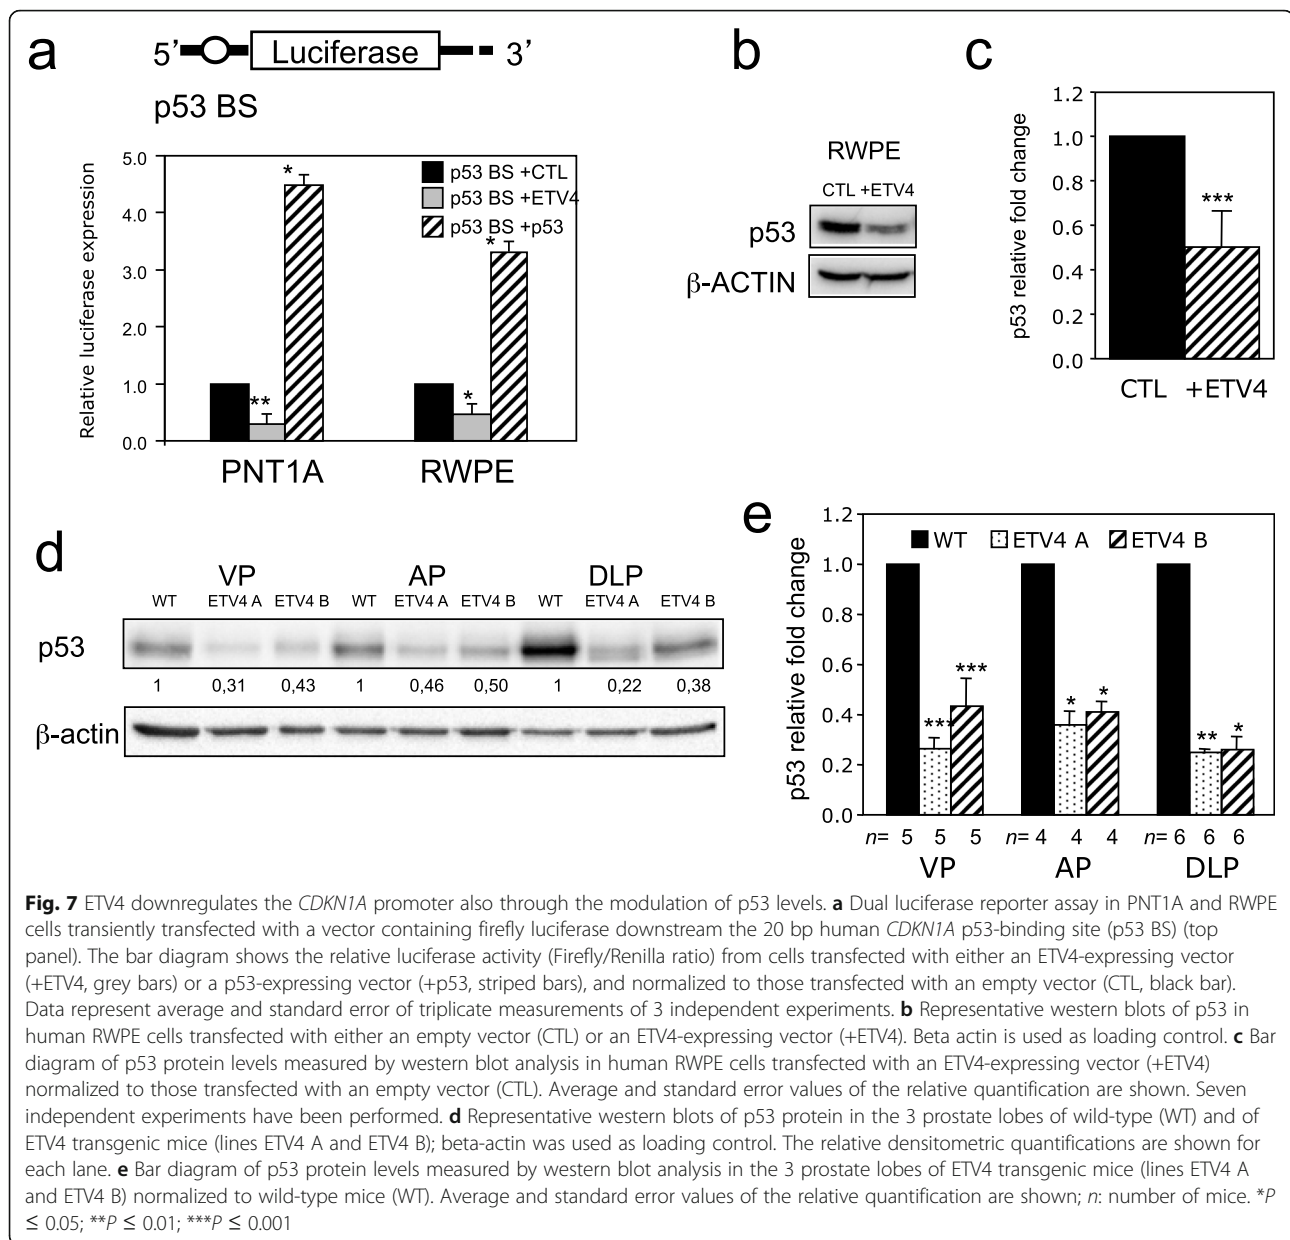 a
5’ Luciferase 3’
p53 BS
Relative luciferase expression
5.0
4.0
3.0
2.0
1.0
0.0
p53 BS +CTL
p53 BS +ETV4
p53 BS +p53
*
**
*
*
PNT1A RWPE
b
RWPE
CTL +ETV4
p53
β-ACTIN
c
p53 relative fold change
1.2
1.0
0.8
0.6
0.4
0.2
0.0
***
CTL +ETV4
d
VP AP DLP
WT ETV4 A ETV4 B WT ETV4 A ETV4 B WT ETV4 A ETV4 B
p53
1 0,31 0,43 1 0,46 0,50 1 0,22 0,38
β-actin
e
p53 relative fold change
1.2
1.0
0.8
0.6
0.4
0.2
0.0
WT ETV4 A ETV4 B
*** *** * * ** *
n= 5 5 5 n= 4 4 4 n= 6 6 6
VP AP DLP
Fig. 7 ETV4 downregulates the CDKN1A promoter also through the modulation of p53 levels. a Dual luciferase reporter assay in PNT1A and RWPE
cells transiently transfected with a vector containing firefly luciferase downstream the 20 bp human CDKN1A p53-binding site (p53 BS) (top
panel). The bar diagram shows the relative luciferase activity (Firefly/Renilla ratio) from cells transfected with either an ETV4-expressing vector
(+ETV4, grey bars) or a p53-expressing vector (+p53, striped bars), and normalized to those transfected with an empty vector (CTL, black bar).
Data represent average and standard error of triplicate measurements of 3 independent experiments. b Representative western blots of p53 in
human RWPE cells transfected with either an empty vector (CTL) or an ETV4-expressing vector (+ETV4). Beta actin is used as loading control. c Bar
diagram of p53 protein levels measured by western blot analysis in human RWPE cells transfected with an ETV4-expressing vector (+ETV4)
normalized to those transfected with an empty vector (CTL). Average and standard error values of the relative quantification are shown. Seven
independent experiments have been performed. d Representative western blots of p53 protein in the 3 prostate lobes of wild-type (WT) and of
ETV4 transgenic mice (lines ETV4 A and ETV4 B); beta-actin was used as loading control. The relative densitometric quantifications are shown for
each lane. e Bar diagram of p53 protein levels measured by western blot analysis in the 3 prostate lobes of ETV4 transgenic mice (lines ETV4 A
and ETV4 B) normalized to wild-type mice (WT). Average and standard error values of the relative quantification are shown; n: number of mice. *P
≤ 0.05; **P ≤ 0.01; ***P ≤ 0.001